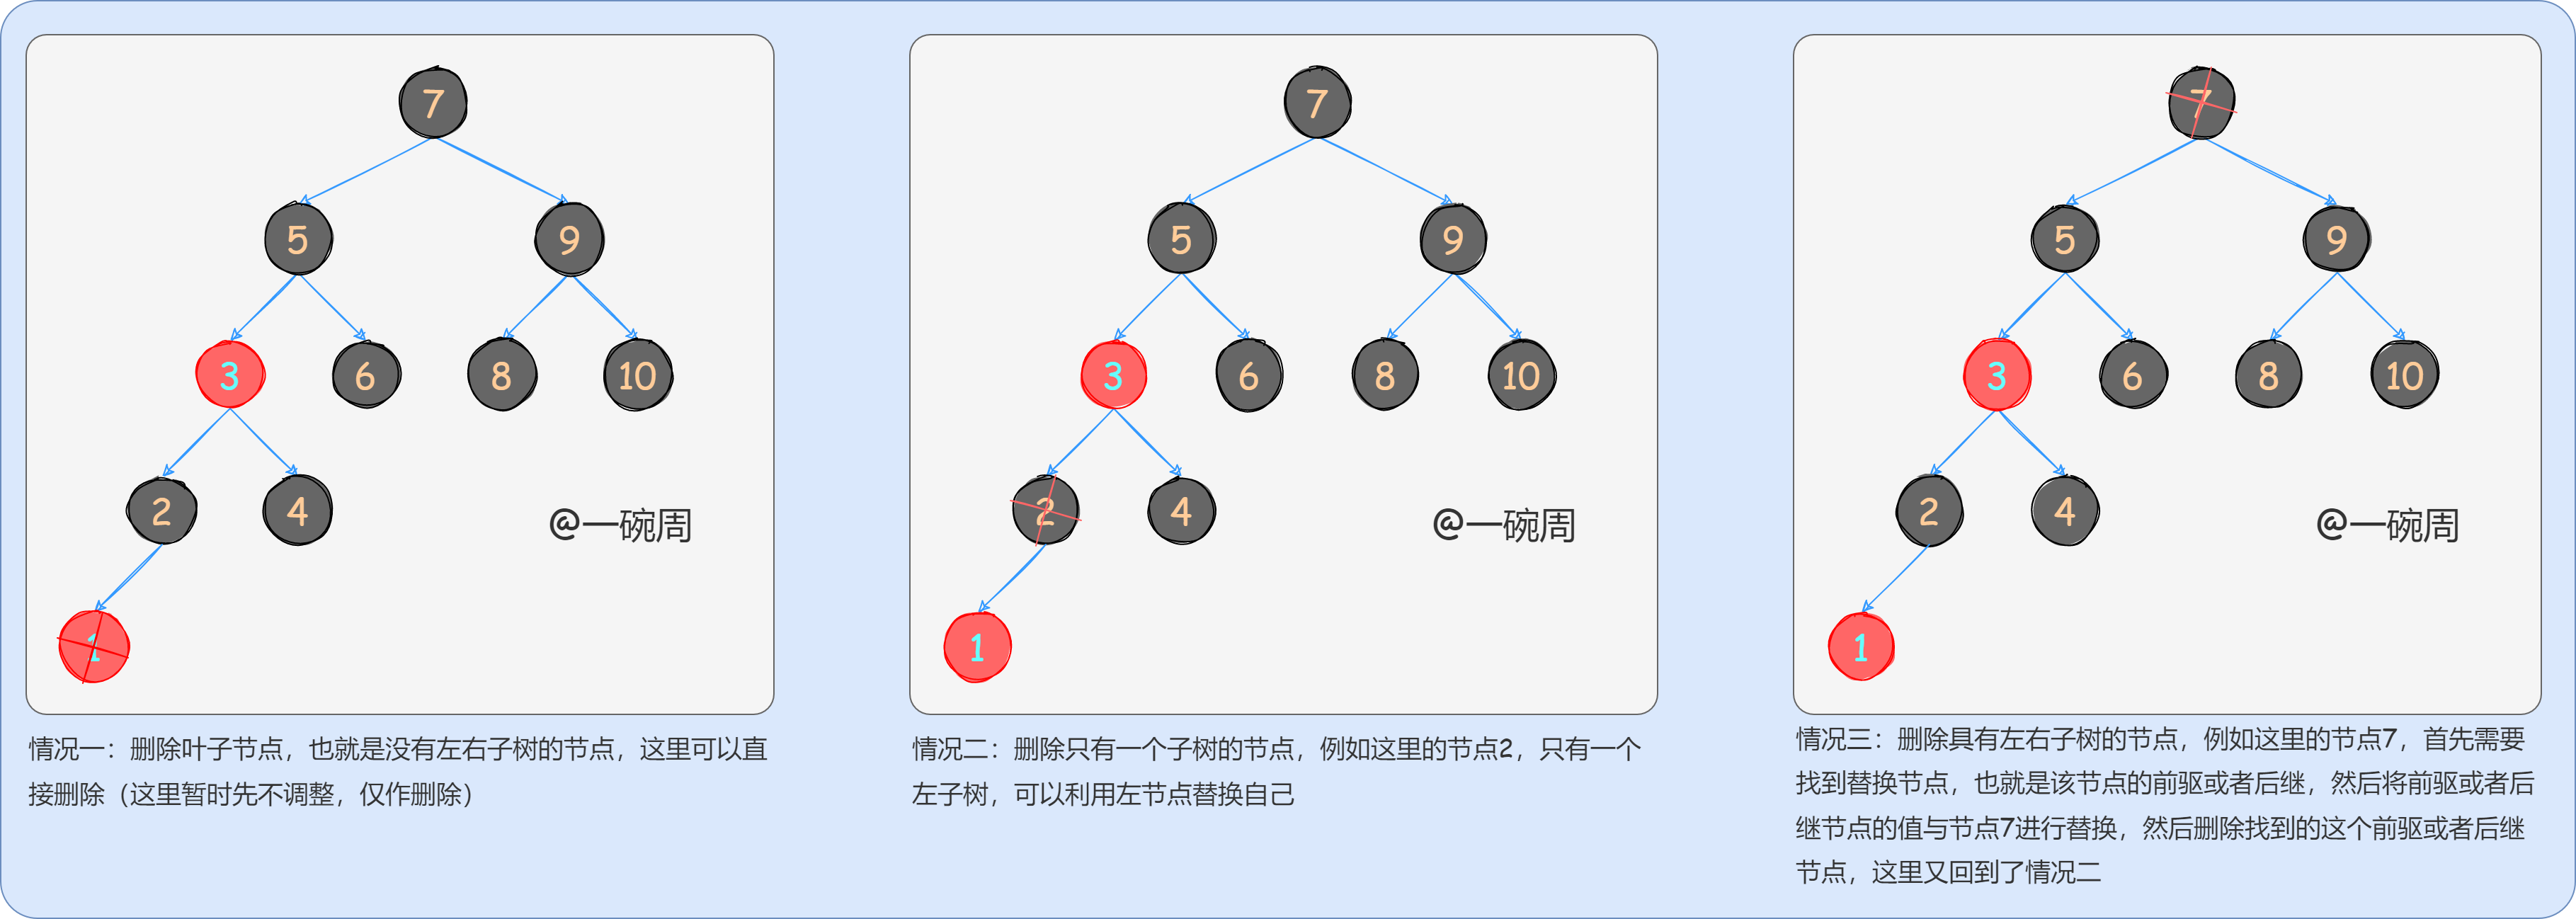 7
5
9
3
6
8
10
2
4
@一碗周
1
情况一：删除叶子节点，也就是没有左右子树的节点，这里可以直
接删除（这里暂时先不调整，仅作删除）
7
5
9
3
6
8
10
2
4
@一碗周
1
情况二：删除只有一个子树的节点，例如这里的节点2，只有一个
左子树，可以利用左节点替换自己
7
5
9
3
6
8
10
2
4
@一碗周
1
情况三：删除具有左右子树的节点，例如这里的节点7，首先需要
找到替换节点，也就是该节点的前驱或者后继，然后将前驱或者后
继节点的值与节点7进行替换，然后删除找到的这个前驱或者后继
节点，这里又回到了情况二